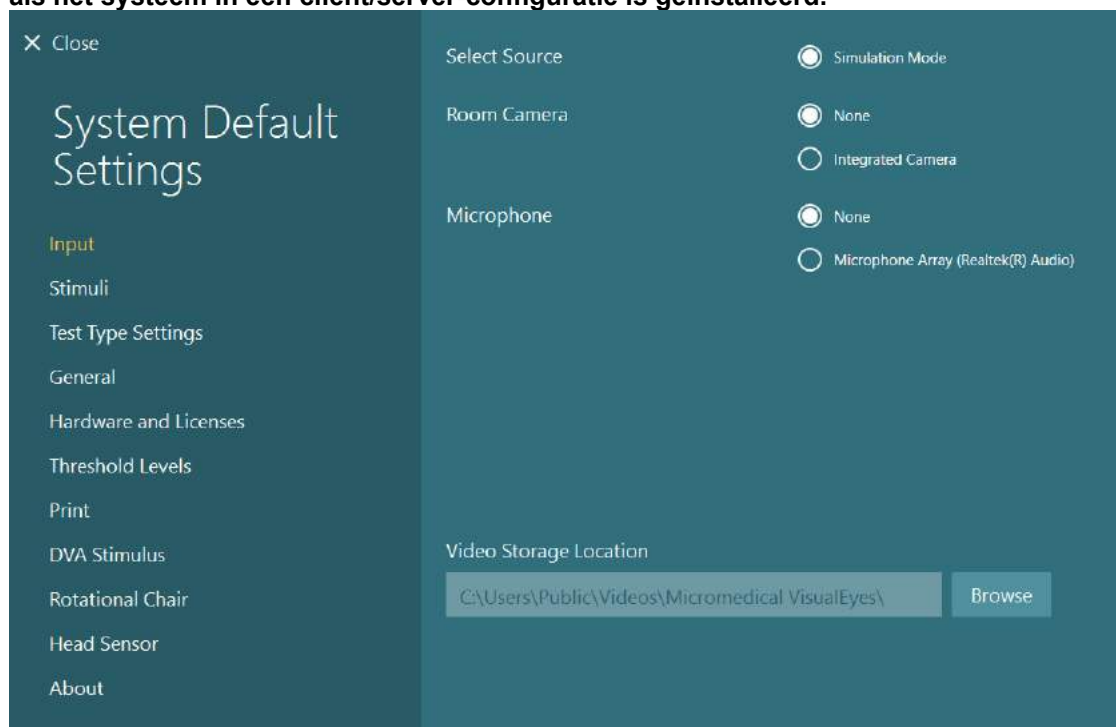 als het systeem in een client/server-configuratie is geïnstalleerd.
X Close
System Default
Settings
Input
Stimuli
Test Type Settings
General
Hardware and Licenses
Threshold Levels
Print
DVA Stimulus
Rotational Chair
Head Sensor
About
Select Source
Simulation Mode
Room Camera
None
Integrated Camera
Microphone
None
Microphone Array (Realtek(R) Audio)
Video Storage Location
C:\Users\Public\Videos\Micromedical VisualEyes\
Browse